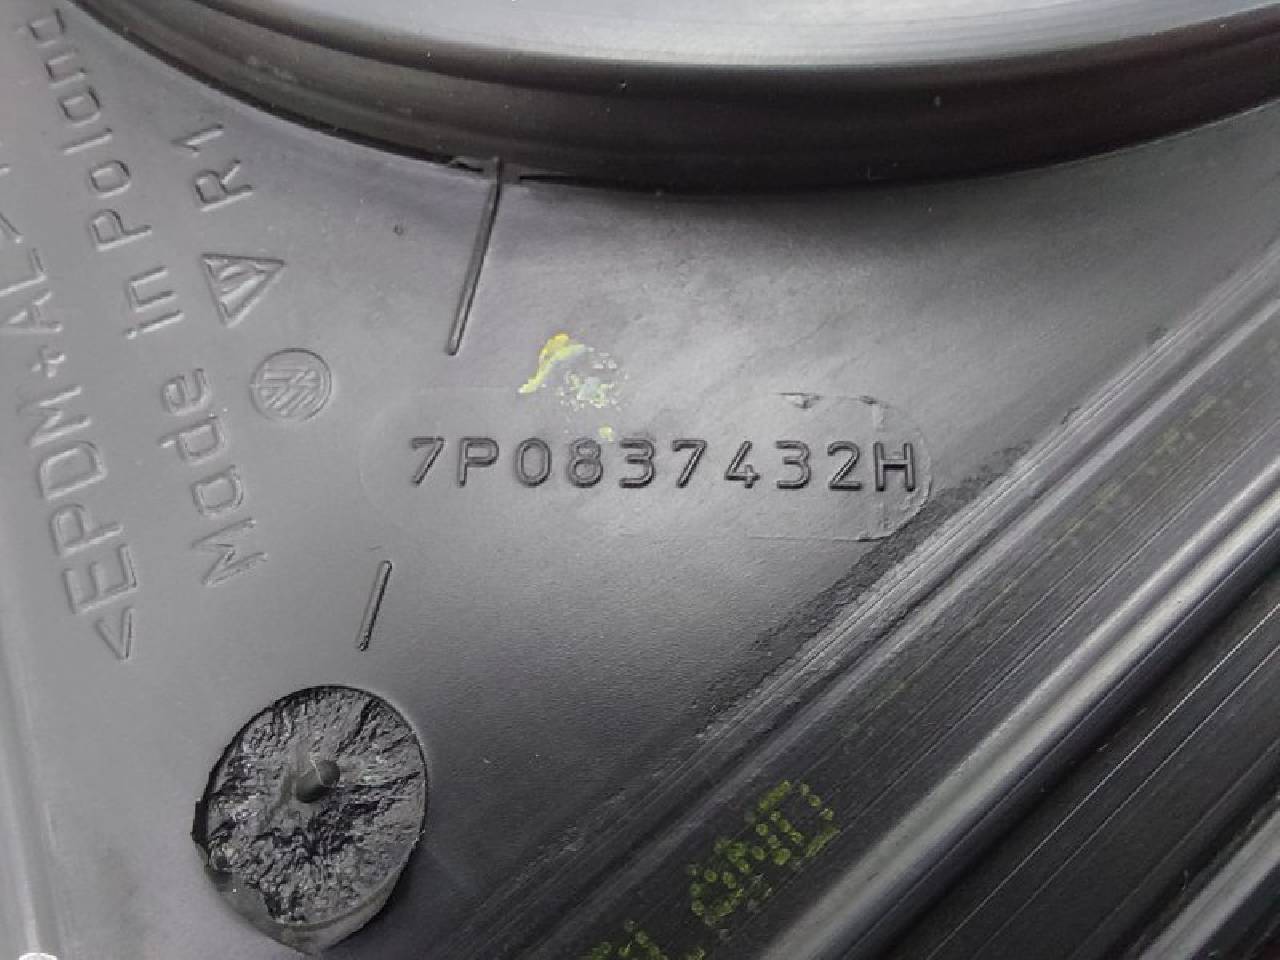 7P0837432H
R1
Made in Poland
<EPDM+AL